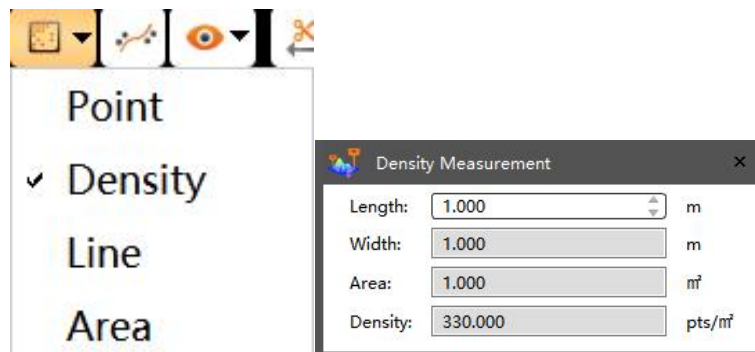 Point
Density
Line
Area
Density Measurement
Length: 1.000 m
Width: 1.000 m
Area: 1.000 m²
Density: 330.000 pts/m²